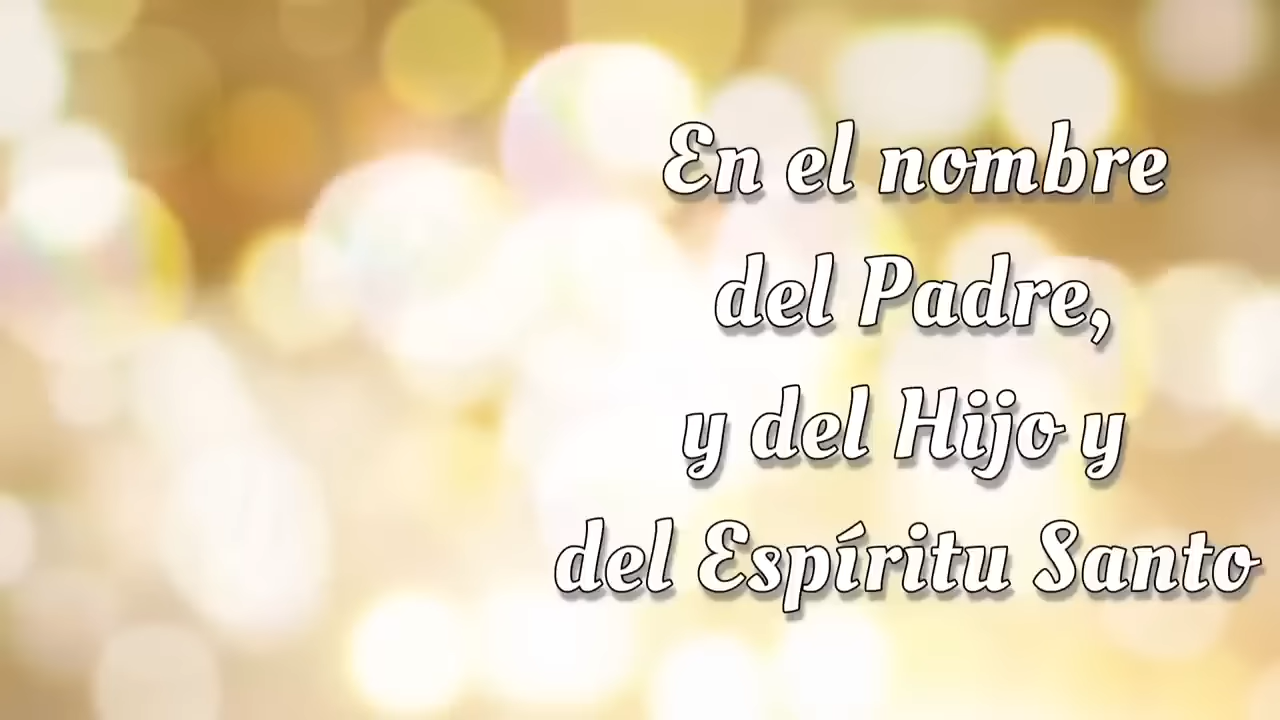 En el nombre
del Padre,
y del Hijo y
del Espíritu Santo